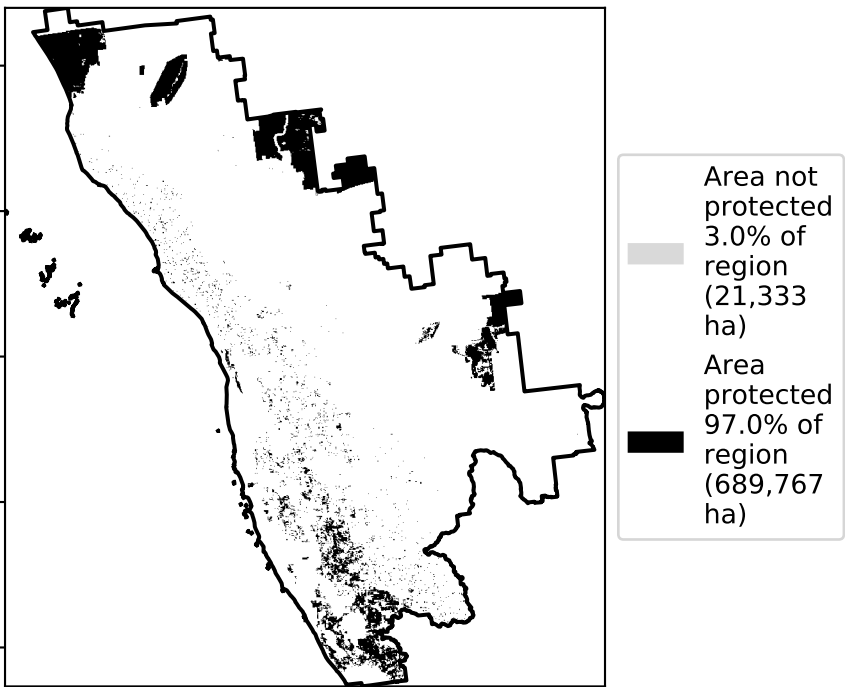 Area not
protected
3.0% of
region
(21,333
ha)
Area
protected
97.0% of
region
(689,767
ha)